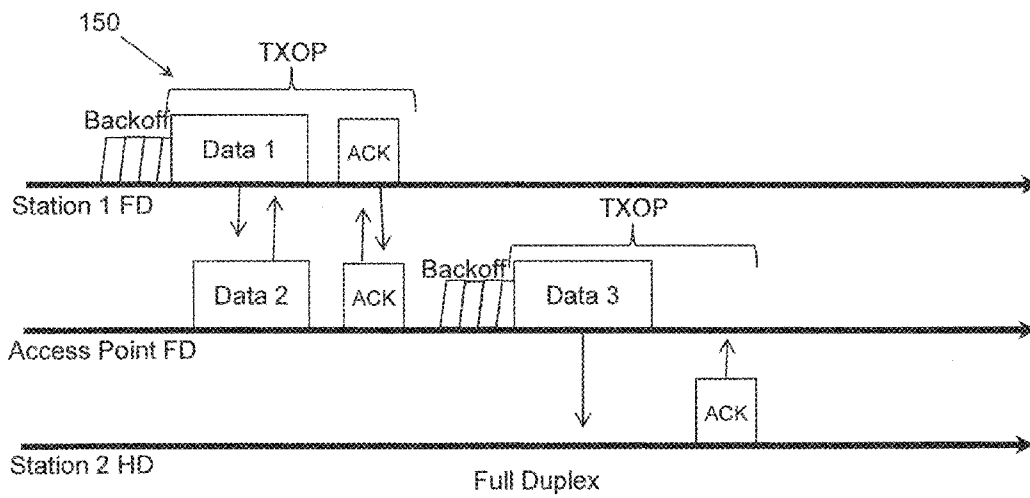 150
TXOP
Backoff
Data 1
ACK
Station 1 FD
TXOP
Backoff
Data 2
ACK
Data 3
Access Point FD
ACK
Station 2 HD
Full Duplex